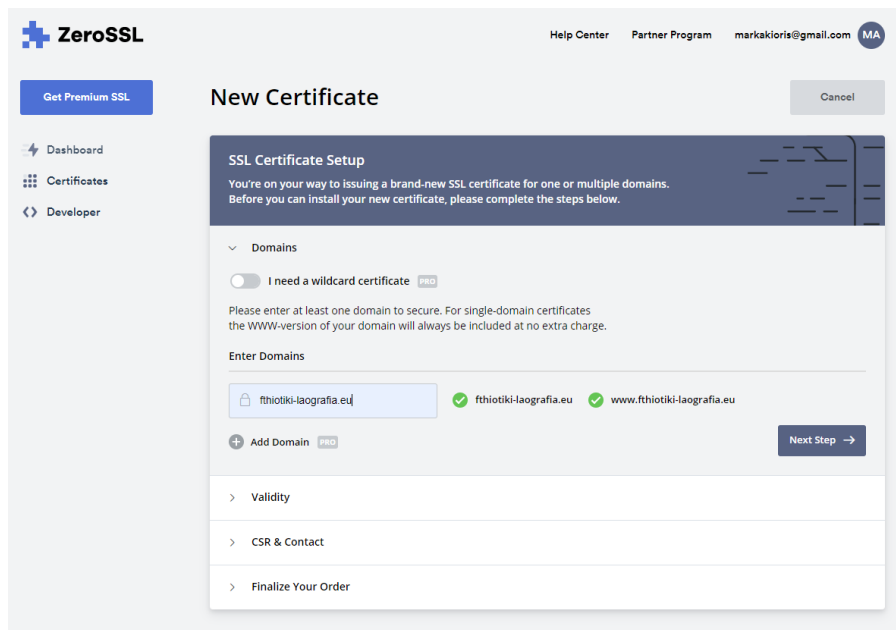 ZeroSSL
Help Center
Partner Program
markakioris@gmail.com
MA
Get Premium SSL
New Certificate
Cancel
Dashboard
Certificates
Developer
SSL Certificate Setup
You're on your way to issuing a brand-new SSL certificate for one or multiple domains.
Before you can install your new certificate, please complete the steps below.
Domains
I need a wildcard certificate PRO
Please enter at least one domain to secure. For single-domain certificates
the WWW-version of your domain will always be included at no extra charge.
Enter Domains
fthiotiki-laografia.eu
fthiotiki-laografia.eu
www.fthiotiki-laografia.eu
Add Domain PRO
Next Step
Validity
CSR & Contact
Finalize Your Order